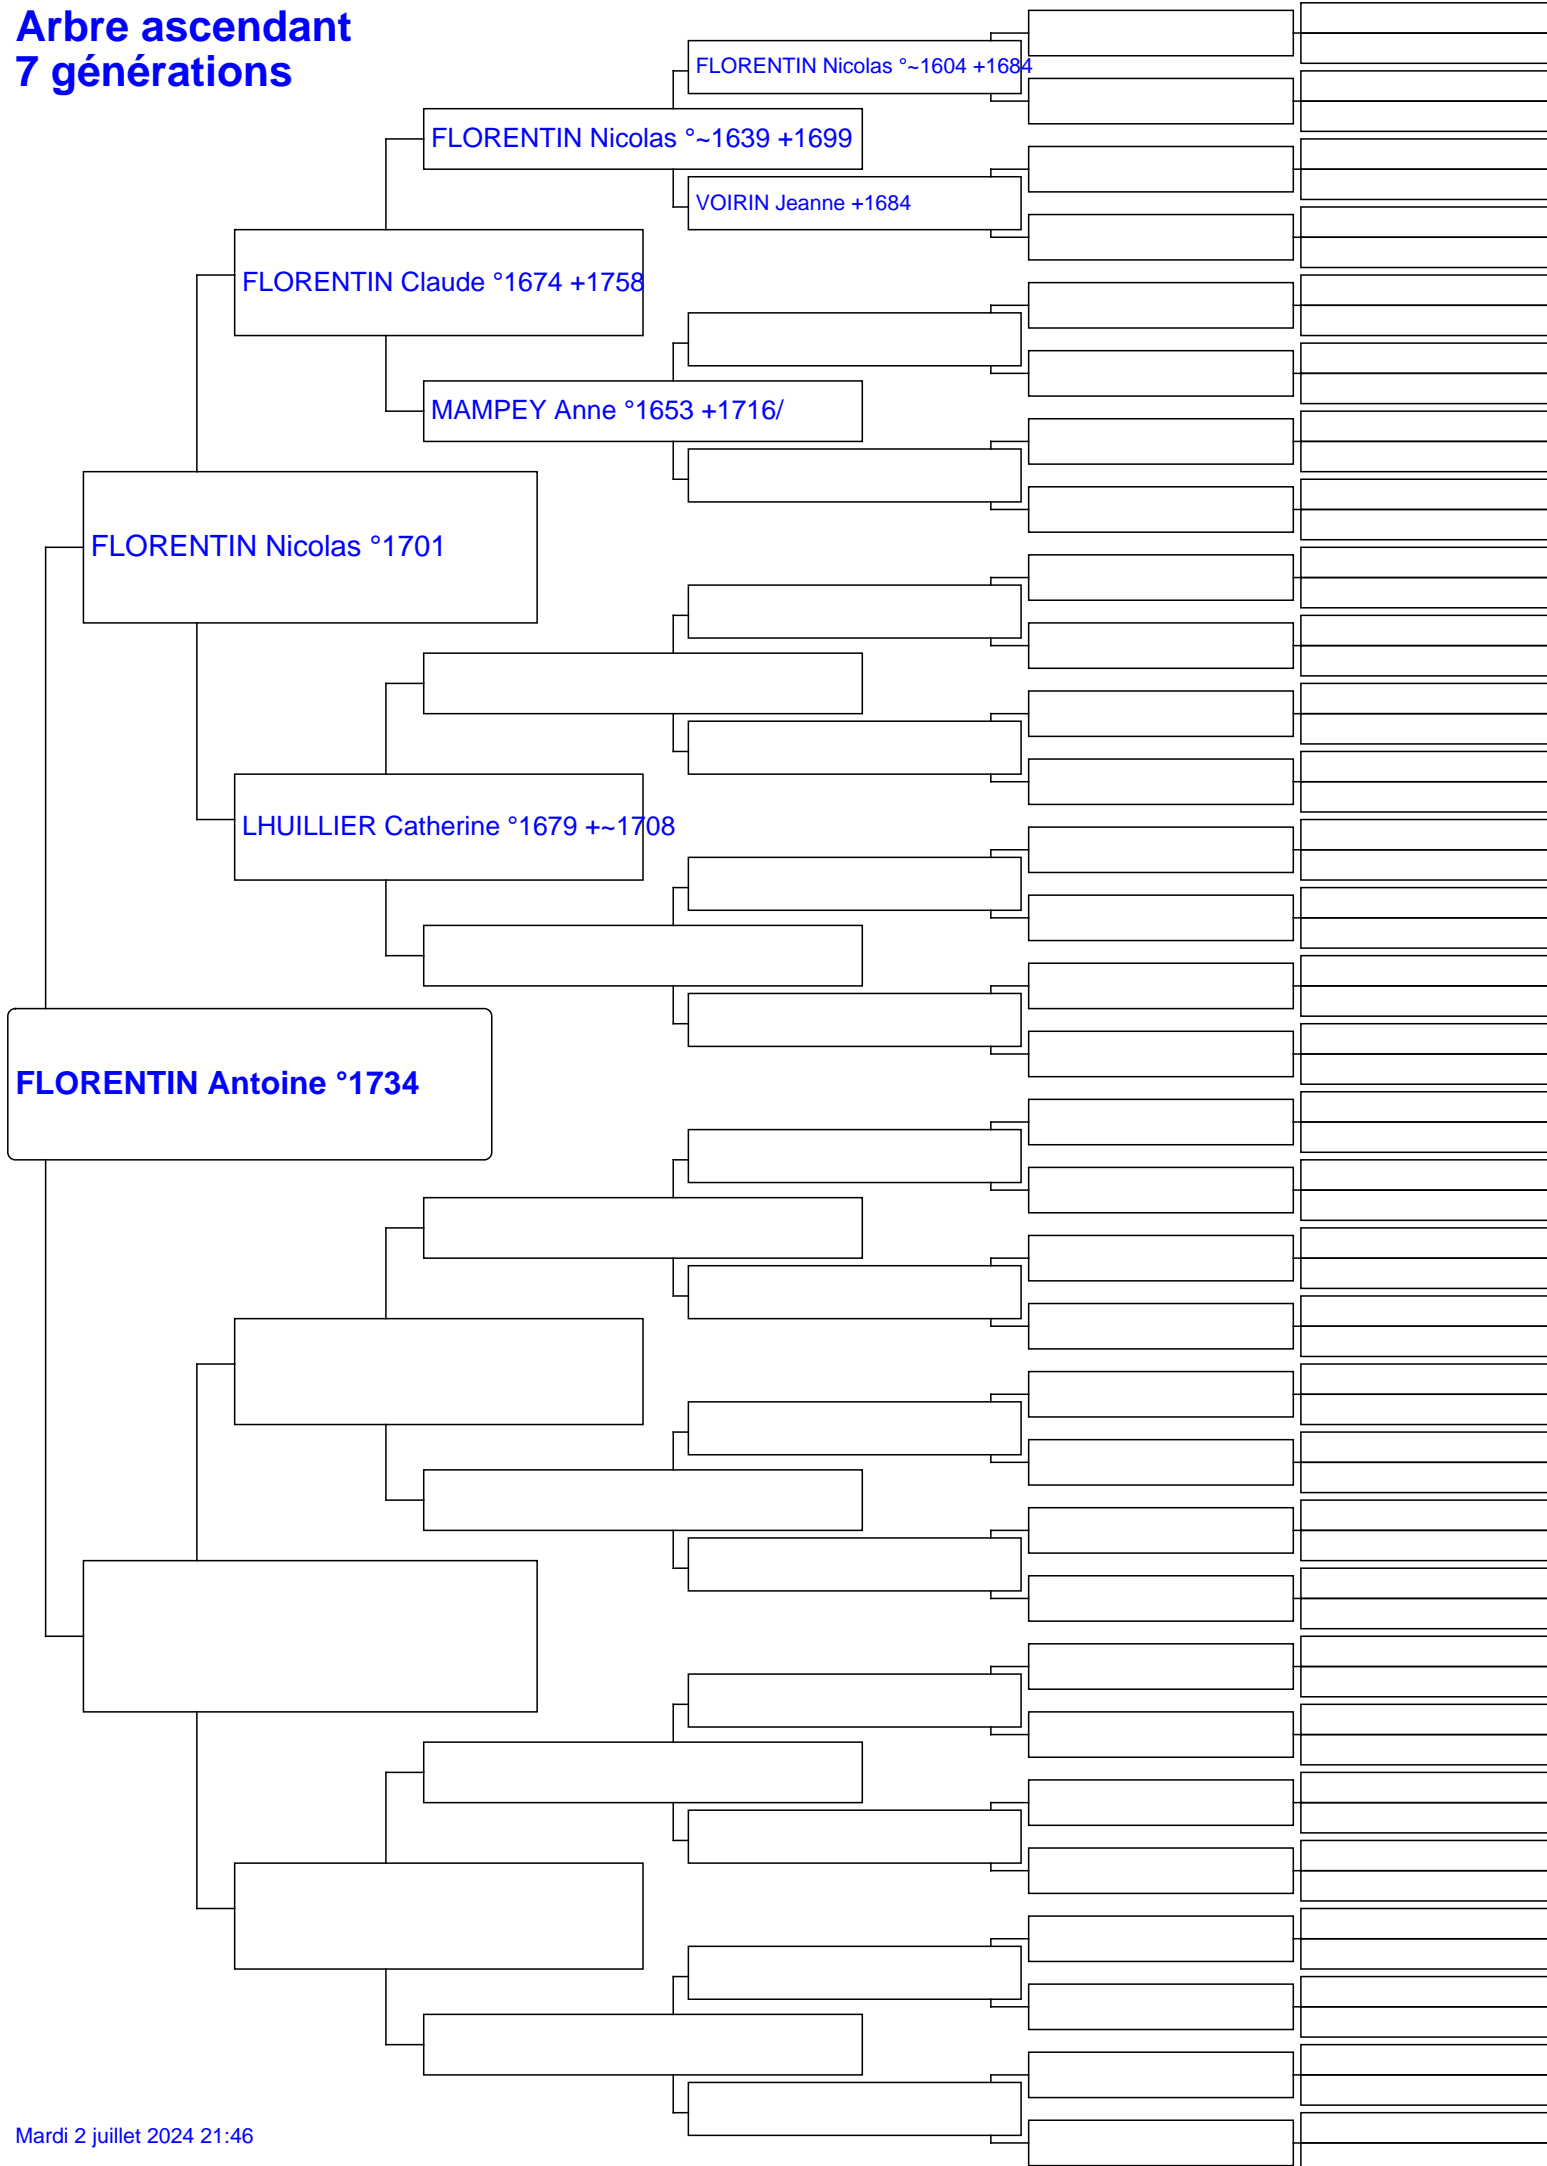 Arbre ascendant
7 générations
FLORENTIN Nicolas °~1604 +1684
FLORENTIN Nicolas °~1639 +1699
VOIRIN Jeanne +1684
FLORENTIN Claude °1674 +1758
MAMPEY Anne °1653 +1716/
FLORENTIN Nicolas °1701
LHUILLIER Catherine °1679 +~1708
FLORENTIN Antoine °1734
Mardi 2 juillet 2024 21:46